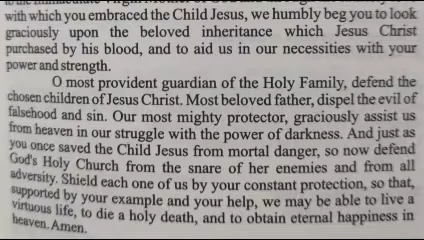 with which you embraced the Child Jesus, we humbly beg you to look
graciously upon the beloved inheritance which Jesus Christ
purchased by his blood, and to aid us in our necessities with your
power and strength.
O most provident guardian of the Holy Family, defend the
chosen children of Jesus Christ. Most beloved father, dispel the evil of
falsehood and sin. Our most mighty protector, graciously assist us
from heaven in our struggle with the power of darkness. And just as
you once saved the Child Jesus from mortal danger, so now defend
God's Holy Church from the snare of her enemies and from all
adversity. Shield each one of us by your constant protection, so that,
supported by your example and your help, we may be able to live a
virtuous life, to die a holy death, and to obtain eternal happiness in
heaven. Amen.